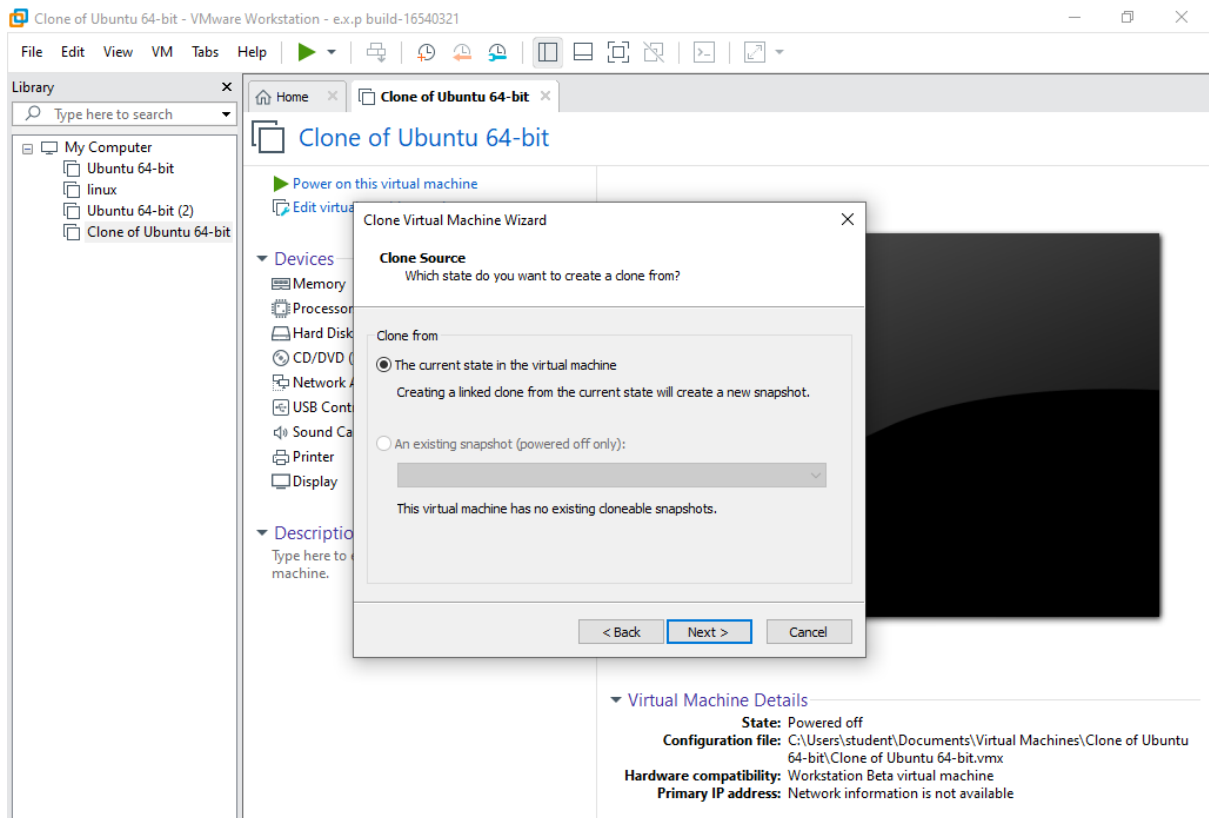 Clone of Ubuntu 64-bit - VMware Workstation - e.x.p build-16540321
File Edit View VM Tabs Help
Library
Type here to search
My Computer
Ubuntu 64-bit
linux
Ubuntu 64-bit (2)
Clone of Ubuntu 64-bit
Home
Clone of Ubuntu 64-bit
Clone of Ubuntu 64-bit
Power on this virtual machine
Edit virtua
Devices
Memory
Processor
Hard Disk
CD/DVD (
Network A
USB Cont
Sound Ca
Printer
Display
Descriptio
Type here to e
machine.
Clone Virtual Machine Wizard
Clone Source
Which state do you want to create a clone from?
Clone from
The current state in the virtual machine
Creating a linked clone from the current state will create a new snapshot.
An existing snapshot (powered off only):
This virtual machine has no existing cloneable snapshots.
< Back
Next >
Cancel
Virtual Machine Details
State: Powered off
Configuration file: C:\Users\student\Documents\Virtual Machines\Clone of Ubuntu
64-bit\Clone of Ubuntu 64-bit.vmx
Hardware compatibility: Workstation Beta virtual machine
Primary IP address: Network information is not available